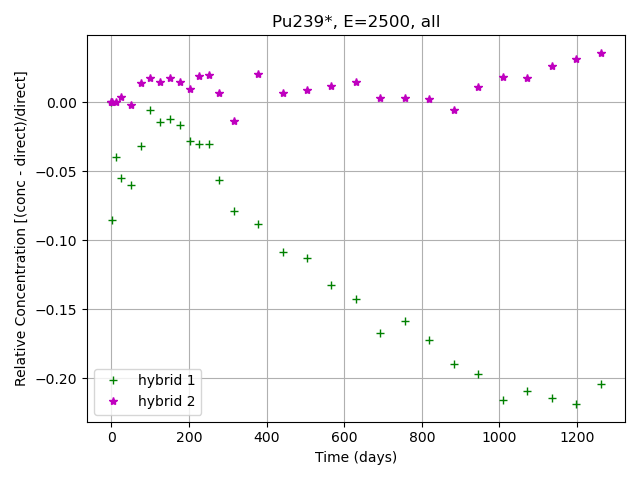 Pu239*, E=2500, all
Relative Concentration [(conc - direct)/direct]
0.00
−0.05
−0.10
−0.15
−0.20
hybrid 1
hybrid 2
0 200 400 600 800 1000 1200
Time (days)